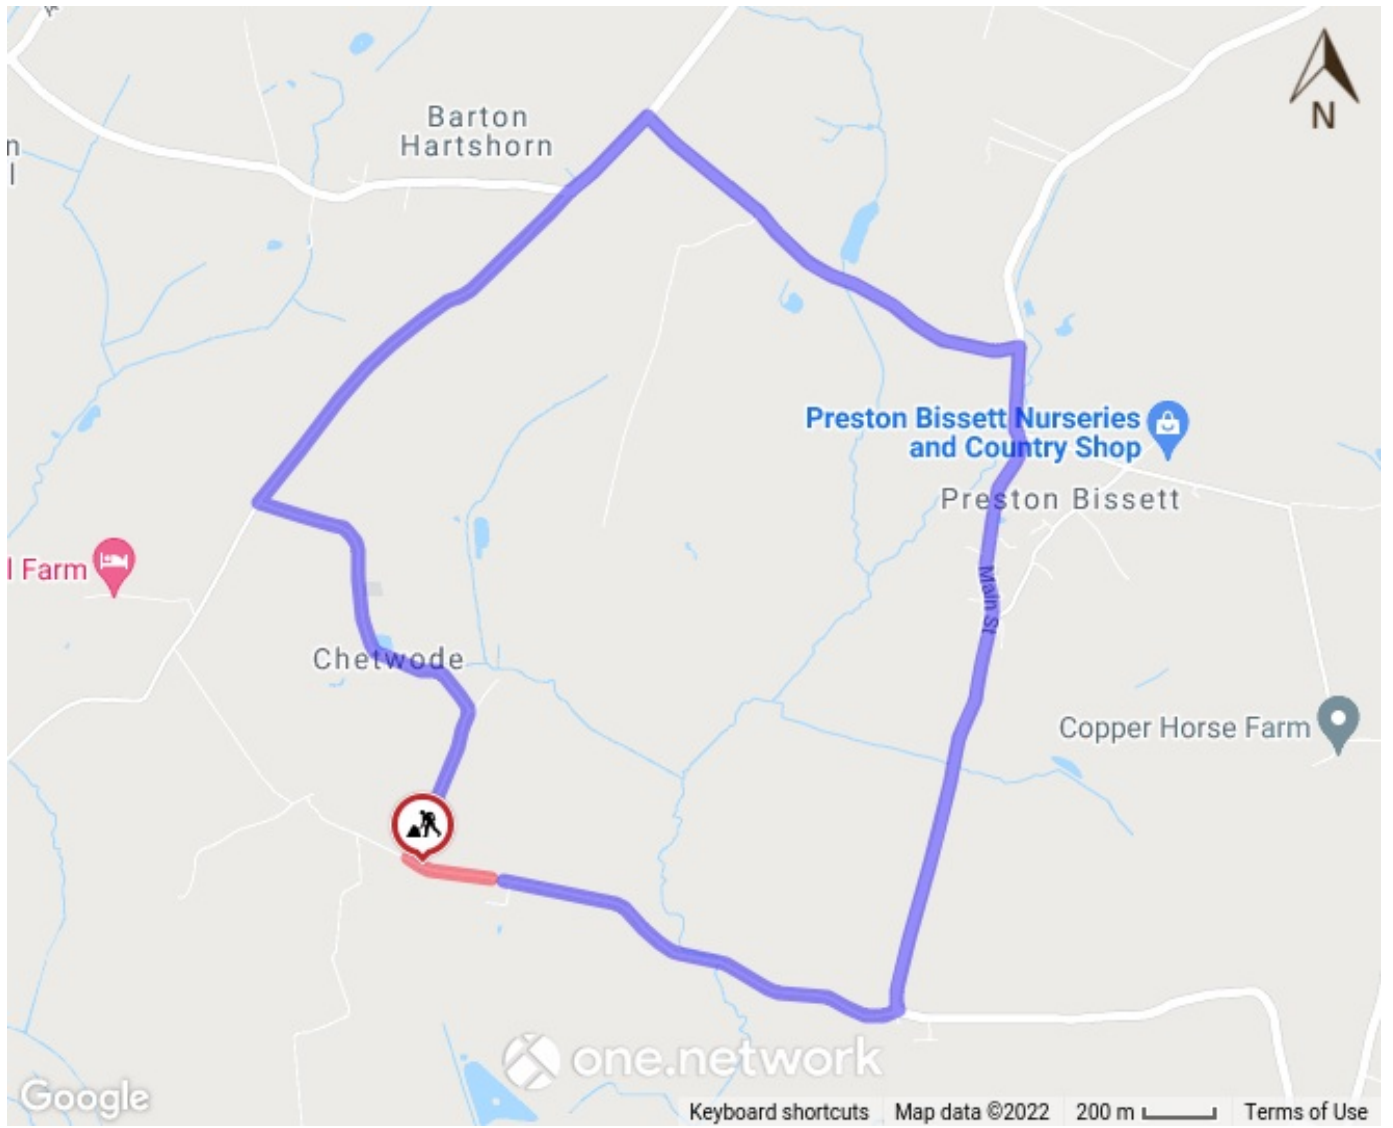 Barton
Hartshorn
N
n
l
Preston Bissett Nurseries
and Country Shop
Preston Bissett
l Farm
Main St
Chetwode
Copper Horse Farm
one.network
Google
Keyboard shortcuts
Map data ©2022
200 m
Terms of Use